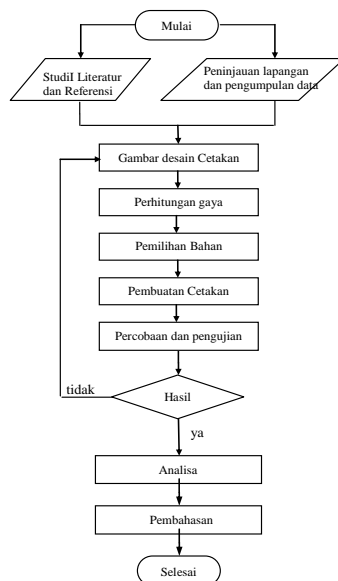 Mulai
StudiI Literatur
dan Referensi
Peninjauan lapangan
dan pengumpulan data
Gambar desain Cetakan
Perhitungan gaya
Pemilihan Bahan
Pembuatan Cetakan
Percobaan dan pengujian
tidak
Hasil
ya
Analisa
Pembahasan
Selesai